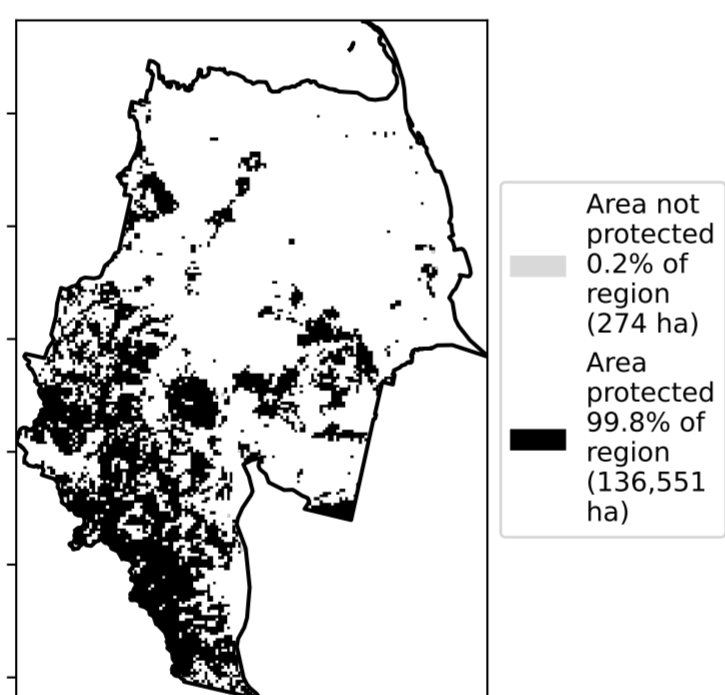 Area not
protected
0.2% of
region
(274 ha)
Area
protected
99.8% of
region
(136,551
ha)